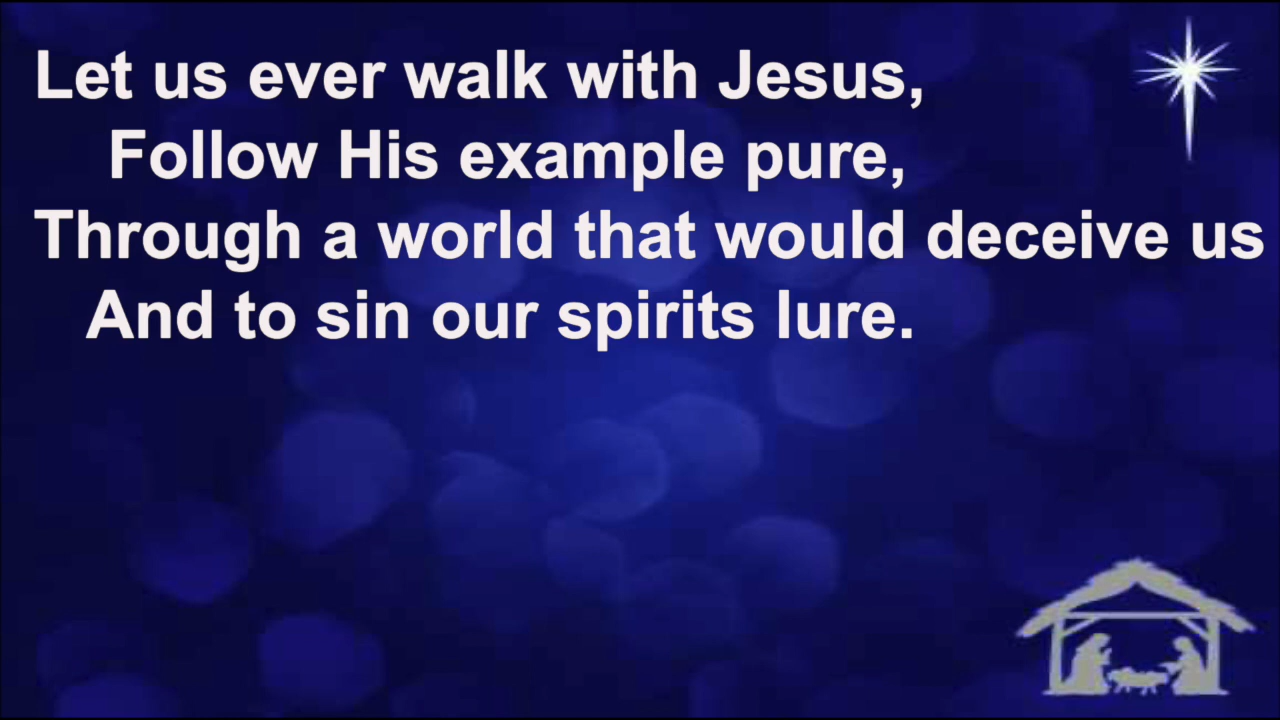 Let us ever walk with Jesus,
Follow His example pure,
Through a world that would deceive us
And to sin our spirits lure.